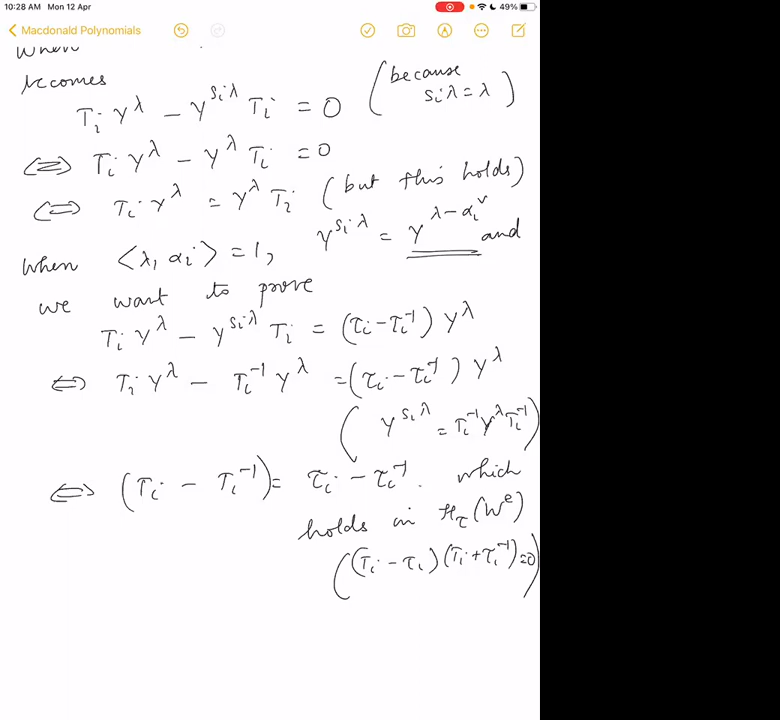 10:28 AM Mon 12 Apr 49%
Macdonald Polynomials
When
becomes
T_i Y^λ − Y^{s_i λ} T_i = 0 (because s_i λ = λ)
⟺ T_i Y^λ − Y^λ T_i = 0
⟺ T_i Y^λ = Y^λ T_i (but this holds)
When ⟨λ, α_i⟩ = 1, Y^{s_i λ} = Y^{λ − α_i^∨} and
we want to prove
T_i Y^λ − Y^{s_i λ} T_i = (τ_i − τ_i^{-1}) Y^λ
⟺ T_i Y^λ − T_i^{-1} Y^λ = (τ_i − τ_i^{-1}) Y^λ
(Y^{s_i λ} = T_i^{-1} Y^λ T_i^{-1})
⟺ (T_i − T_i^{-1}) = τ_i − τ_i^{-1}. which
holds in H_τ(W^e)
((T_i − τ_i)(T_i + τ_i^{-1}) = 0)